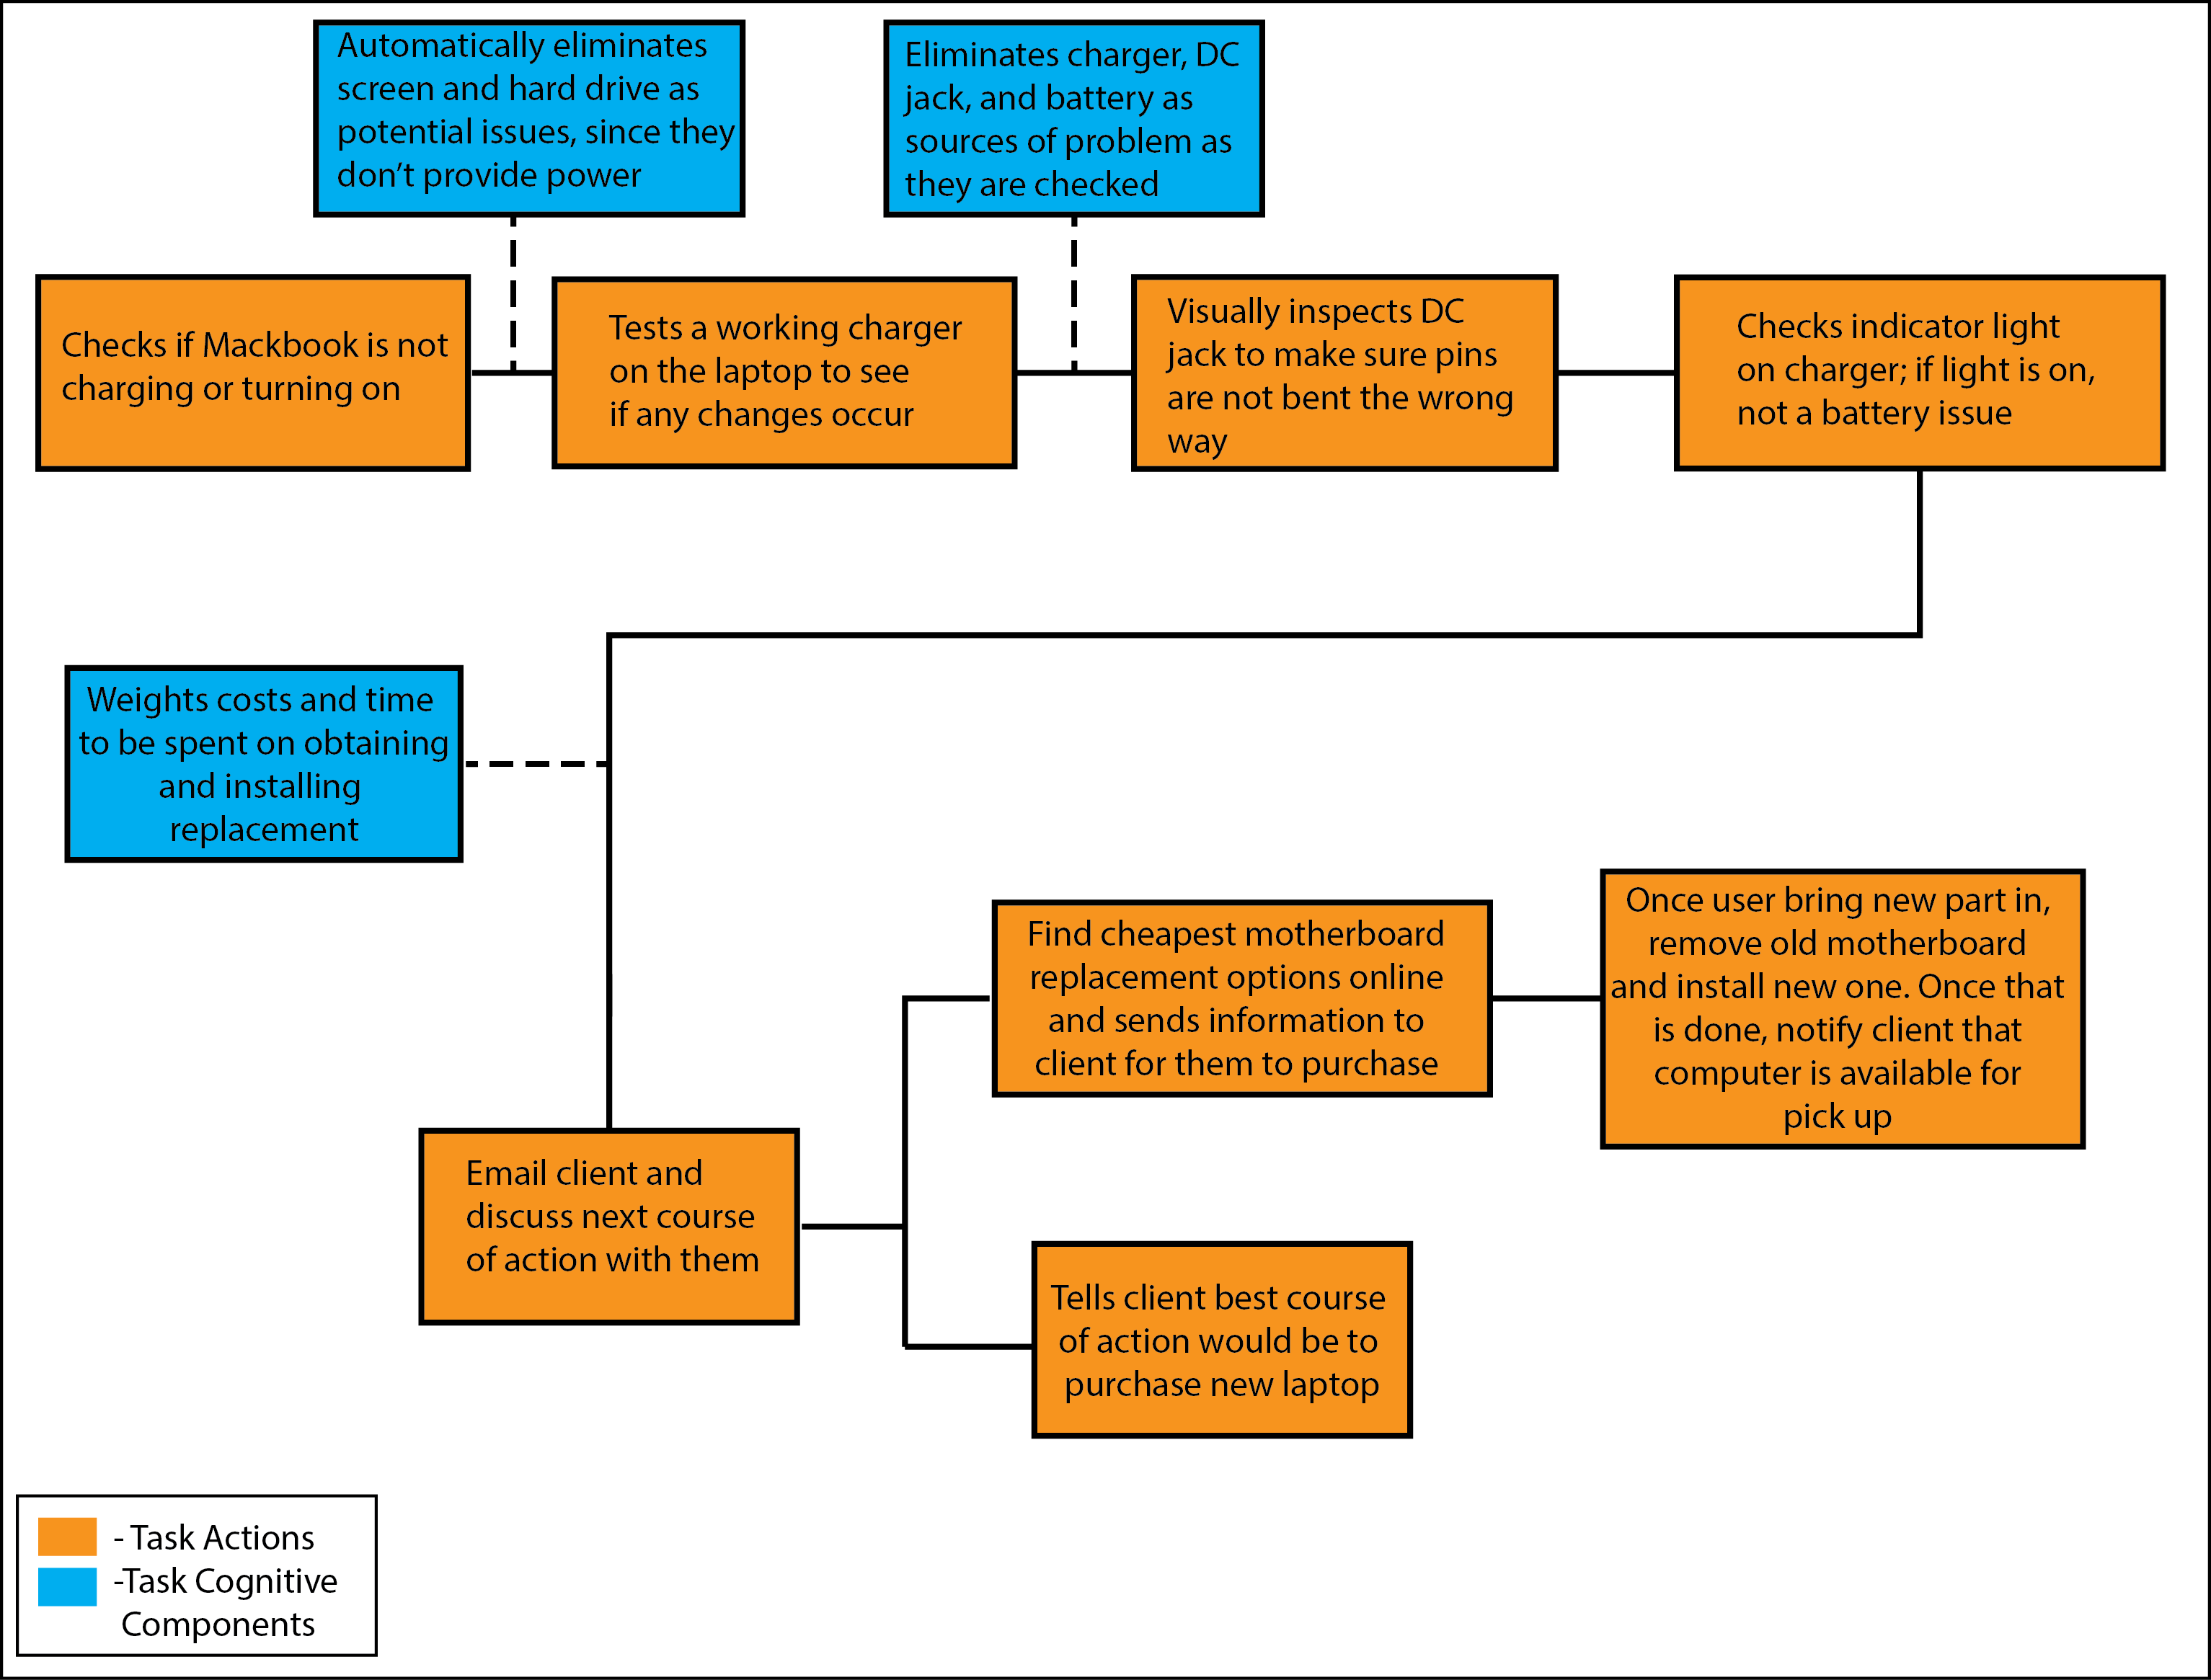 Automatically eliminates
screen and hard drive as
potential issues, since they
don’t provide power
Eliminates charger, DC
jack, and battery as
sources of problem as
they are checked
Checks if Mackbook is not
charging or turning on
Tests a working charger
on the laptop to see
if any changes occur
Visually inspects DC
jack to make sure pins
are not bent the wrong
way
Checks indicator light
on charger; if light is on,
not a battery issue
Weights costs and time
to be spent on obtaining
and installing
replacement
Email client and
discuss next course
of action with them
Find cheapest motherboard
replacement options online
and sends information to
client for them to purchase
Once user bring new part in,
remove old motherboard
and install new one. Once that
is done, notify client that
computer is available for
pick up
Tells client best course
of action would be to
purchase new laptop
- Task Actions
-Task Cognitive
Components